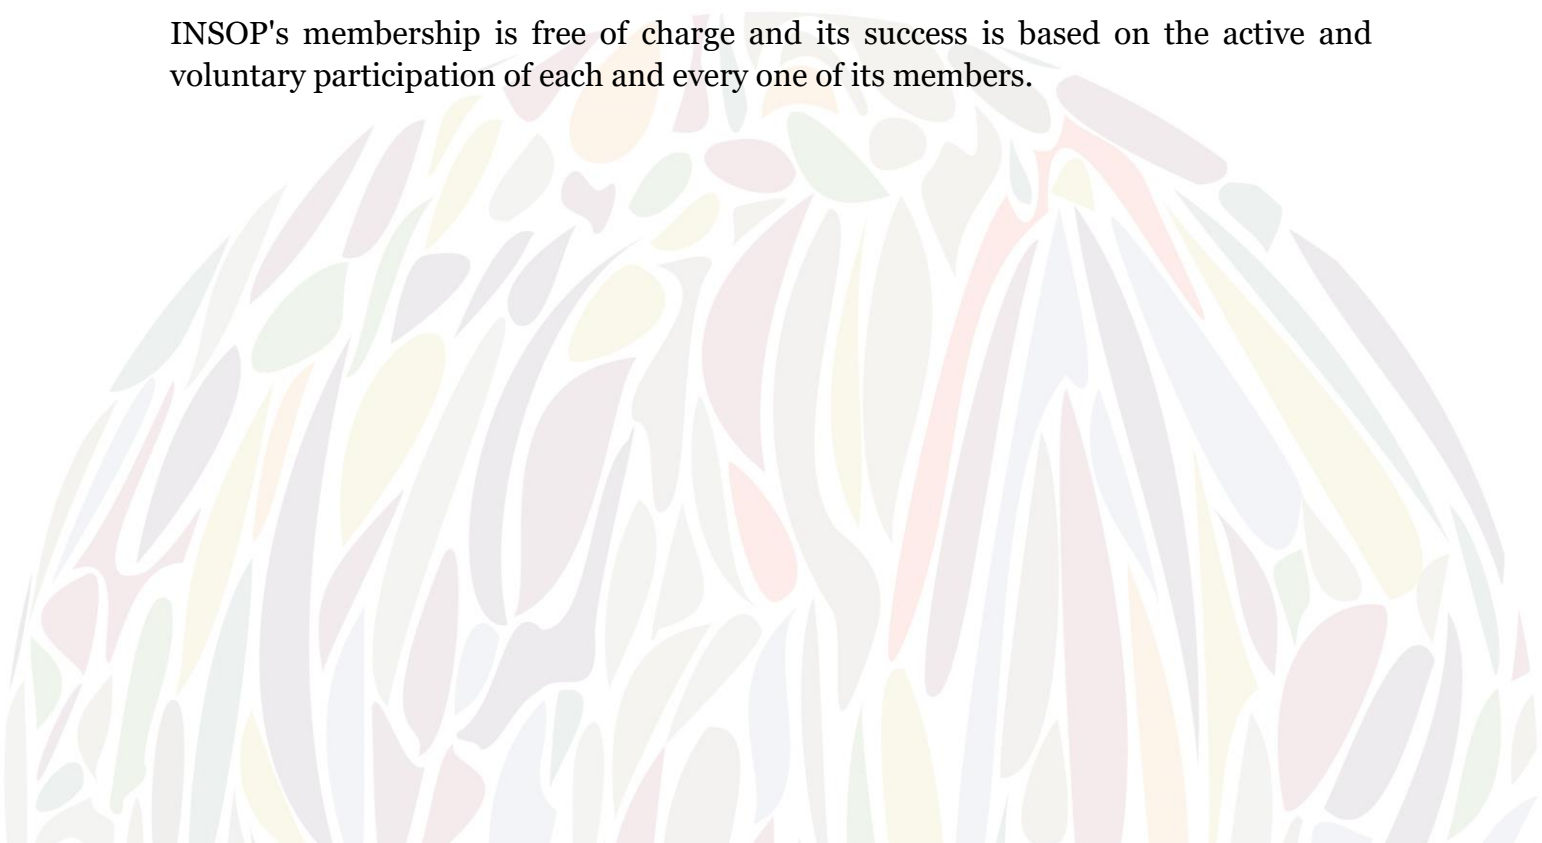 INSOP's membership is free of charge and its success is based on the active and
voluntary participation of each and every one of its members.